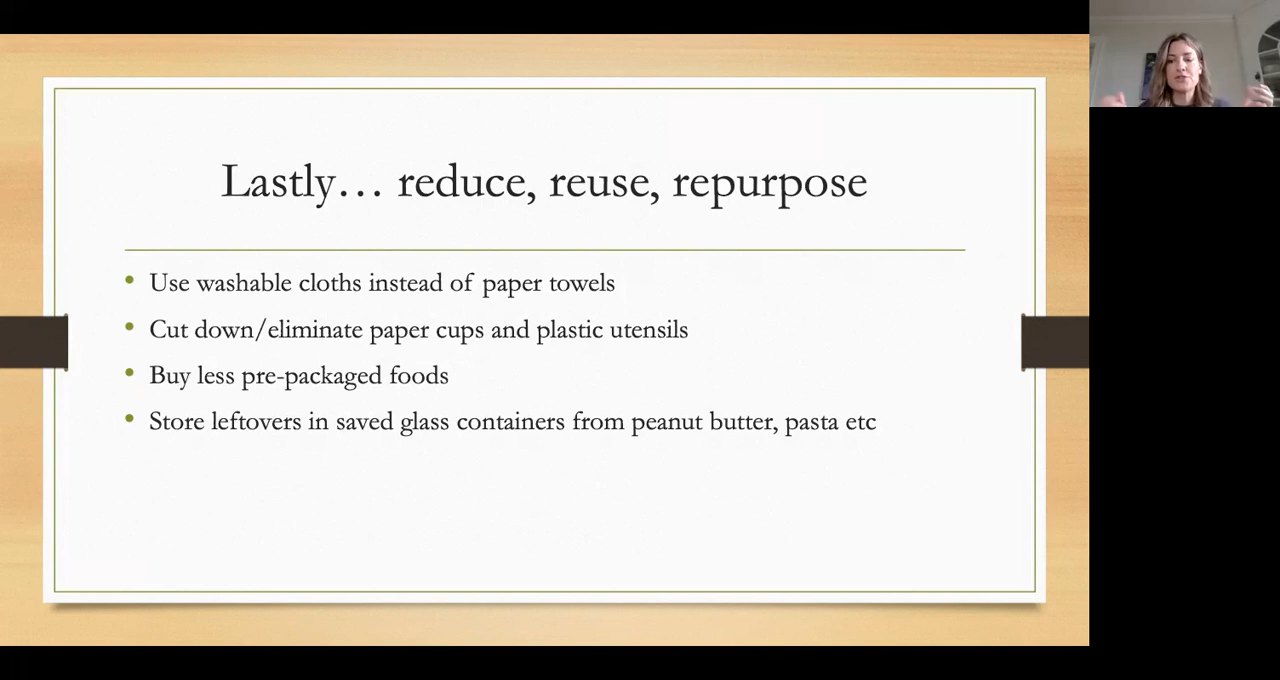 Lastly… reduce, reuse, repurpose
Use washable cloths instead of paper towels
Cut down/eliminate paper cups and plastic utensils
Buy less pre-packaged foods
Store leftovers in saved glass containers from peanut butter, pasta etc